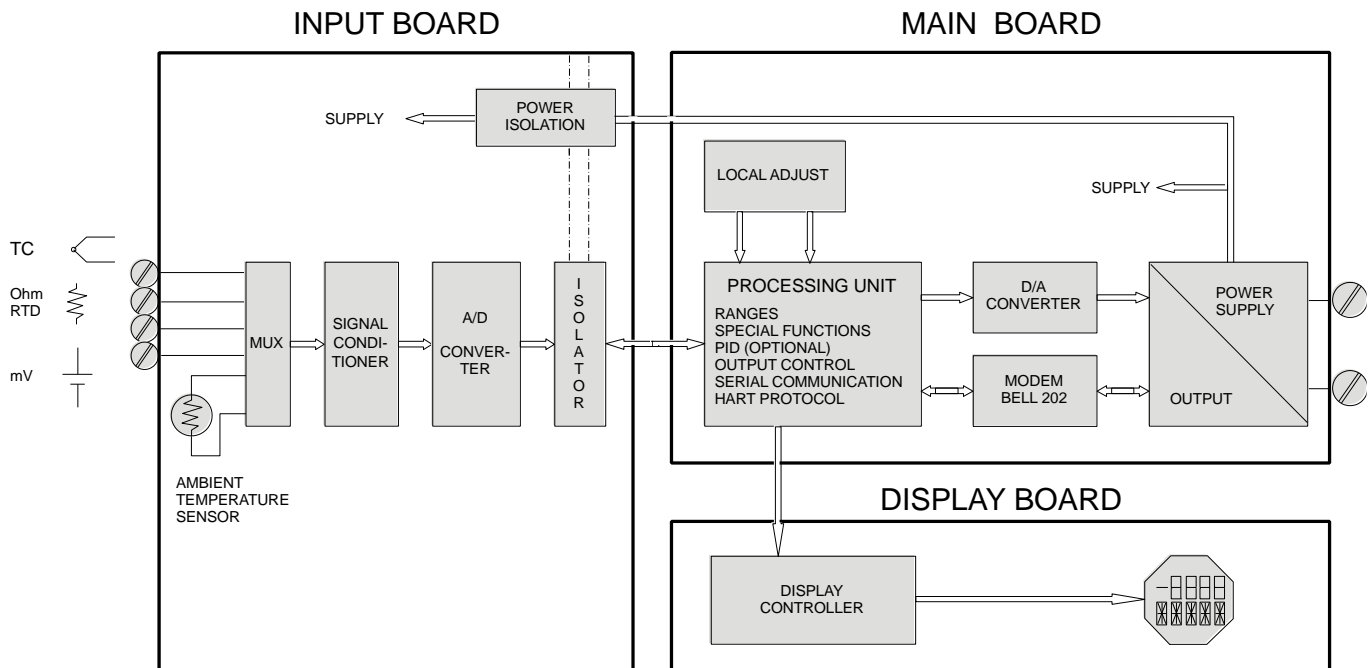 INPUT BOARD
MAIN BOARD
SUPPLY
POWER
ISOLATION
LOCAL ADJUST
SUPPLY
TC
Ohm
RTD
mV
MUX
SIGNAL
CONDI-
TIONER
A/D
CONVER-
TER
I
S
O
L
A
T
O
R
PROCESSING UNIT
RANGES
SPECIAL FUNCTIONS
PID (OPTIONAL)
OUTPUT CONTROL
SERIAL COMMUNICATION
HART PROTOCOL
D/A
CONVERTER
MODEM
BELL 202
POWER
SUPPLY
OUTPUT
AMBIENT
TEMPERATURE
SENSOR
DISPLAY BOARD
DISPLAY
CONTROLLER